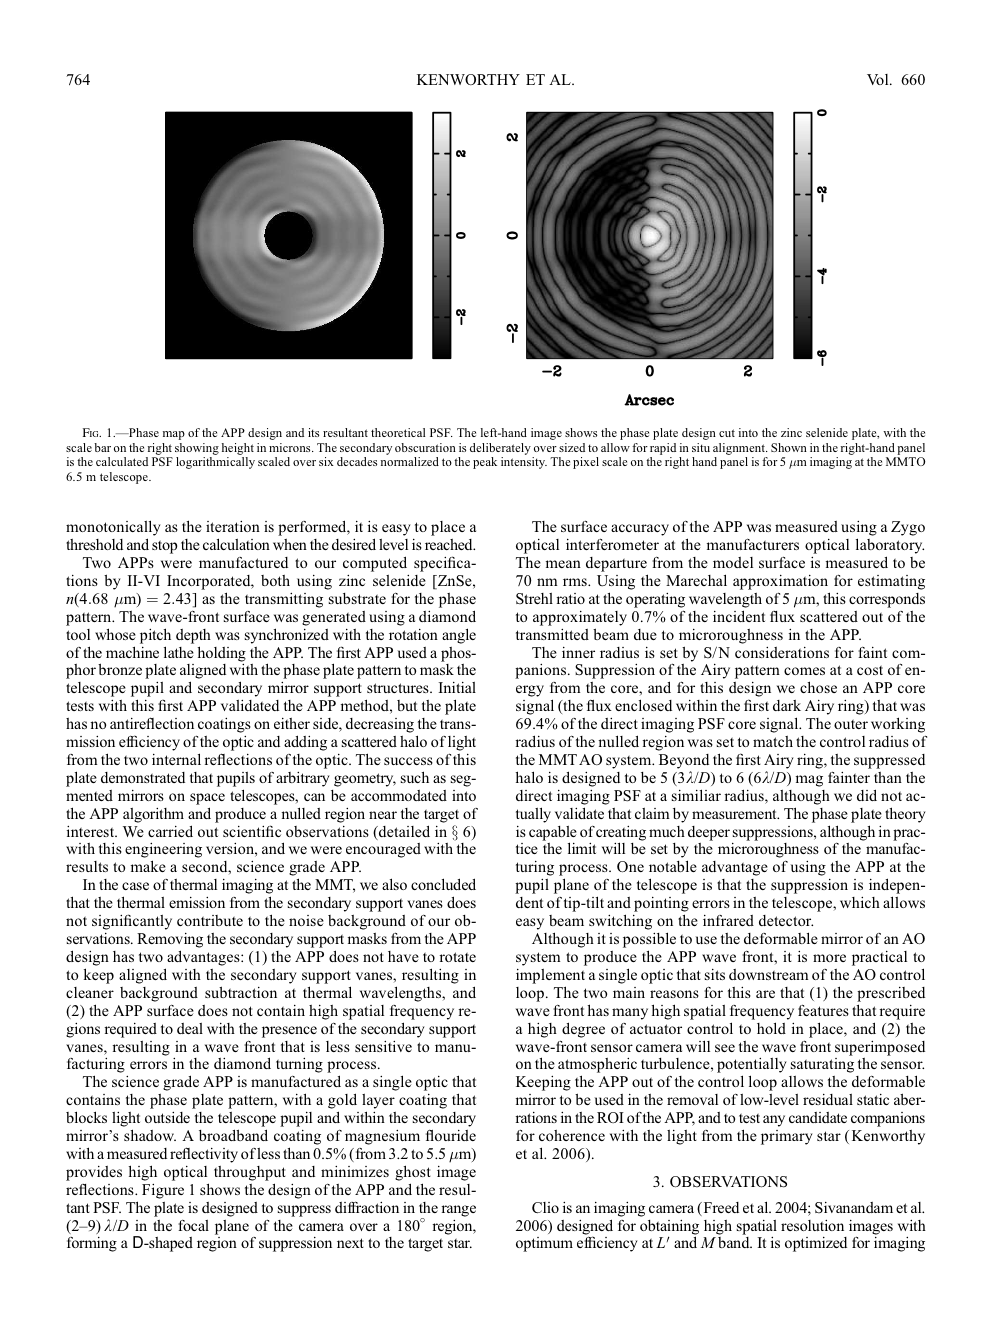 764
KENWORTHY ET AL.
Vol. 660
2
0
−2
2
0
−2
−2
0
2
Arcsec
0
−2
−4
−6
Fig. 1.—Phase map of the APP design and its resultant theoretical PSF. The left-hand image shows the phase plate design cut into the zinc selenide plate, with the
scale bar on the right showing height in microns. The secondary obscuration is deliberately over sized to allow for rapid in situ alignment. Shown in the right-hand panel
is the calculated PSF logarithmically scaled over six decades normalized to the peak intensity. The pixel scale on the right hand panel is for 5 μm imaging at the MMTO
6.5 m telescope.
monotonically as the iteration is performed, it is easy to place a
threshold and stop the calculation when the desired level is reached.
Two APPs were manufactured to our computed specifica-
tions by II-VI Incorporated, both using zinc selenide [ZnSe,
n(4.68 μm) = 2.43] as the transmitting substrate for the phase
pattern. The wave-front surface was generated using a diamond
tool whose pitch depth was synchronized with the rotation angle
of the machine lathe holding the APP. The first APP used a phos-
phor bronze plate aligned with the phase plate pattern to mask the
telescope pupil and secondary mirror support structures. Initial
tests with this first APP validated the APP method, but the plate
has no antireflection coatings on either side, decreasing the trans-
mission efficiency of the optic and adding a scattered halo of light
from the two internal reflections of the optic. The success of this
plate demonstrated that pupils of arbitrary geometry, such as seg-
mented mirrors on space telescopes, can be accommodated into
the APP algorithm and produce a nulled region near the target of
interest. We carried out scientific observations (detailed in § 6)
with this engineering version, and we were encouraged with the
results to make a second, science grade APP.
In the case of thermal imaging at the MMT, we also concluded
that the thermal emission from the secondary support vanes does
not significantly contribute to the noise background of our ob-
servations. Removing the secondary support masks from the APP
design has two advantages: (1) the APP does not have to rotate
to keep aligned with the secondary support vanes, resulting in
cleaner background subtraction at thermal wavelengths, and
(2) the APP surface does not contain high spatial frequency re-
gions required to deal with the presence of the secondary support
vanes, resulting in a wave front that is less sensitive to manu-
facturing errors in the diamond turning process.
The science grade APP is manufactured as a single optic that
contains the phase plate pattern, with a gold layer coating that
blocks light outside the telescope pupil and within the secondary
mirror's shadow. A broadband coating of magnesium flouride
with a measured reflectivity of less than 0.5% (from 3.2 to 5.5 μm)
provides high optical throughput and minimizes ghost image
reflections. Figure 1 shows the design of the APP and the resul-
tant PSF. The plate is designed to suppress diffraction in the range
(2–9) λ/D in the focal plane of the camera over a 180° region,
forming a D-shaped region of suppression next to the target star.
The surface accuracy of the APP was measured using a Zygo
optical interferometer at the manufacturers optical laboratory.
The mean departure from the model surface is measured to be
70 nm rms. Using the Marechal approximation for estimating
Strehl ratio at the operating wavelength of 5 μm, this corresponds
to approximately 0.7% of the incident flux scattered out of the
transmitted beam due to microroughness in the APP.
The inner radius is set by S/N considerations for faint com-
panions. Suppression of the Airy pattern comes at a cost of en-
ergy from the core, and for this design we chose an APP core
signal (the flux enclosed within the first dark Airy ring) that was
69.4% of the direct imaging PSF core signal. The outer working
radius of the nulled region was set to match the control radius of
the MMT AO system. Beyond the first Airy ring, the suppressed
halo is designed to be 5 (3λ/D) to 6 (6λ/D) mag fainter than the
direct imaging PSF at a similiar radius, although we did not ac-
tually validate that claim by measurement. The phase plate theory
is capable of creating much deeper suppressions, although in prac-
tice the limit will be set by the microroughness of the manufac-
turing process. One notable advantage of using the APP at the
pupil plane of the telescope is that the suppression is indepen-
dent of tip-tilt and pointing errors in the telescope, which allows
easy beam switching on the infrared detector.
Although it is possible to use the deformable mirror of an AO
system to produce the APP wave front, it is more practical to
implement a single optic that sits downstream of the AO control
loop. The two main reasons for this are that (1) the prescribed
wave front has many high spatial frequency features that require
a high degree of actuator control to hold in place, and (2) the
wave-front sensor camera will see the wave front superimposed
on the atmospheric turbulence, potentially saturating the sensor.
Keeping the APP out of the control loop allows the deformable
mirror to be used in the removal of low-level residual static aber-
rations in the ROI of the APP, and to test any candidate companions
for coherence with the light from the primary star (Kenworthy
et al. 2006).
3. OBSERVATIONS
Clio is an imaging camera (Freed et al. 2004; Sivanandam et al.
2006) designed for obtaining high spatial resolution images with
optimum efficiency at L′ and M band. It is optimized for imaging